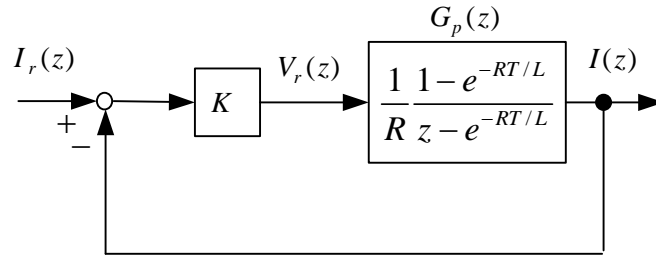 G_p(z)
I_r(z)
V_r(z)
I(z)
K
1/R (1 − e^{−RT/L})/(z − e^{−RT/L})
+
−